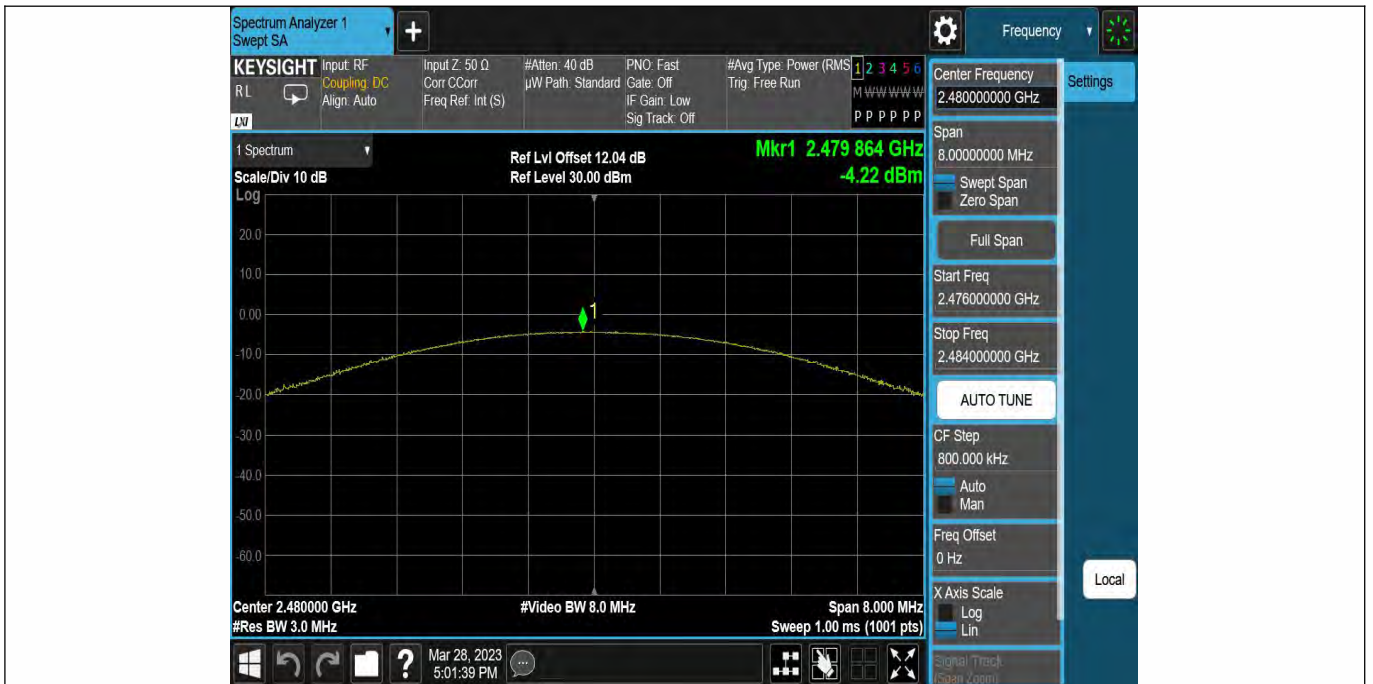 Spectrum Analyzer 1
Swept SA
Frequency
KEYSIGHT
RL
LXI
Input: RF
Coupling: DC
Align: Auto
Input Z: 50 Ω
Corr CCorr
Freq Ref: Int (S)
#Atten: 40 dB
µW Path: Standard
PNO: Fast
Gate: Off
IF Gain: Low
Sig Track: Off
#Avg Type: Power (RMS
Trig: Free Run
1 2 3 4 5 6
M W W W W W
P P P P P P
1 Spectrum
Scale/Div 10 dB
Log
Ref Lvl Offset 12.04 dB
Ref Level 30.00 dBm
Mkr1 2.479 864 GHz
-4.22 dBm
20.0
10.0
0.00
-10.0
-20.0
-30.0
-40.0
-50.0
-60.0
1
Center 2.480000 GHz
#Res BW 3.0 MHz
#Video BW 8.0 MHz
Span 8.000 MHz
Sweep 1.00 ms (1001 pts)
Mar 28, 2023
5:01:39 PM
Center Frequency
2.480000000 GHz
Settings
Span
8.00000000 MHz
Swept Span
Zero Span
Full Span
Start Freq
2.476000000 GHz
Stop Freq
2.484000000 GHz
AUTO TUNE
CF Step
800.000 kHz
Auto
Man
Freq Offset
0 Hz
X Axis Scale
Log
Lin
Local
Signal Track
(Span Zoom)